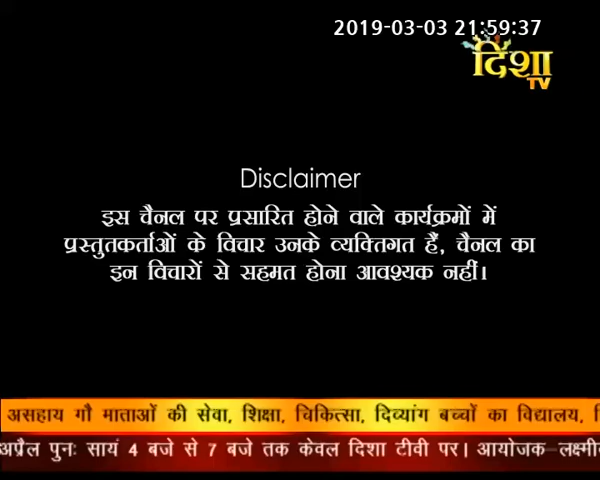 2019-03-03 21:59:37
दिशा
TV
Disclaimer
इस चैनल पर प्रसारित होने वाले कार्यक्रमों में
प्रस्तुतकर्ताओं के विचार उनके व्यक्तिगत हैं, चैनल का
इन विचारों से सहमत होना आवश्यक नहीं।
असहाय गौ माताओं की सेवा, शिक्षा, चिकित्सा, दिव्यांग बच्चों का विद्यालय,
अप्रैल पुनः सायं 4 बजे से 7 बजे तक केवल दिशा टीवी पर। आयोजक-लक्ष्मी